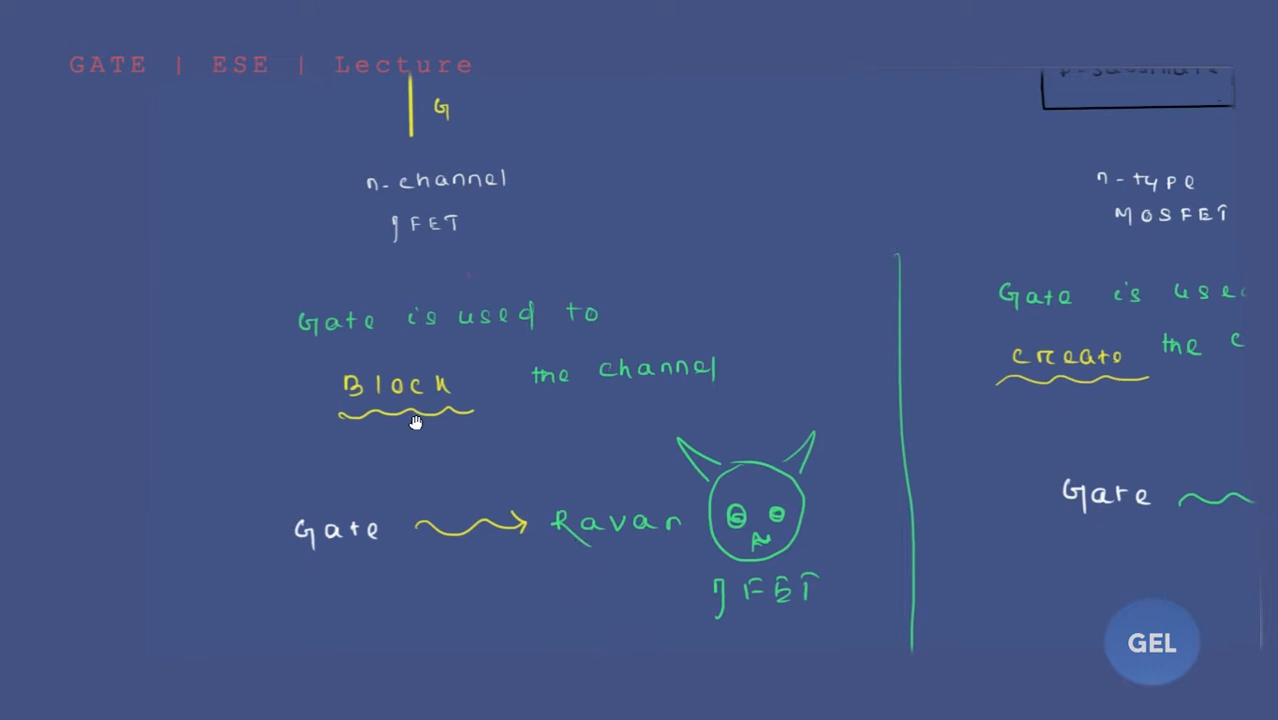 GATE | ESE | Lecture
G
n-channel
JFET
Gate is used to
Block the channel
Gate Ravan
JFET
n-type
MOSFET
Gate is
create the
Gate
GEL